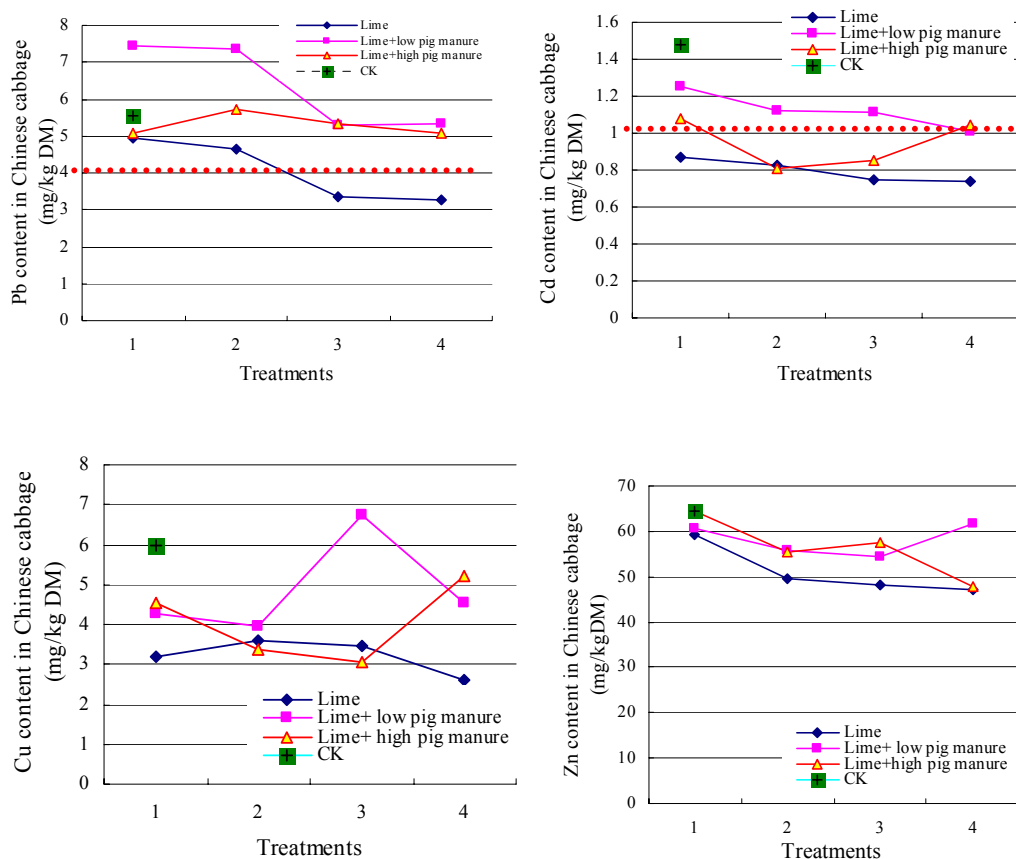 Pb content in Chinese cabbage
(mg/kg DM)
8
7
6
5
4
3
2
1
0
1 2 3 4
Treatments
Lime
Lime+low pig manure
Lime+high pig manure
CK
Cd content in Chinese cabbage
(mg/kg DM)
1.6
1.4
1.2
1.0
0.8
0.6
0.4
0.2
0
1 2 3 4
Treatments
Lime
Lime+low pig manure
Lime+high pig manure
CK
Cu content in Chinese cabbage
(mg/kg DM)
8
7
6
5
4
3
2
1
0
1 2 3 4
Treatments
Lime
Lime+ low pig manure
Lime+ high pig manure
CK
Zn content in Chinese cabbage
(mg/kgDM)
70
60
50
40
30
20
10
0
1 2 3 4
Treatments
Lime
Lime+ low pig manure
Lime+high pig manure
CK